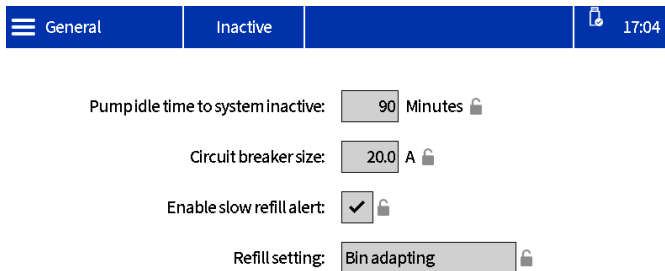 General Inactive 17:04
Pump idle time to system inactive: 90 Minutes
Circuit breaker size: 20.0 A
Enable slow refill alert:
Refill setting: Bin adapting